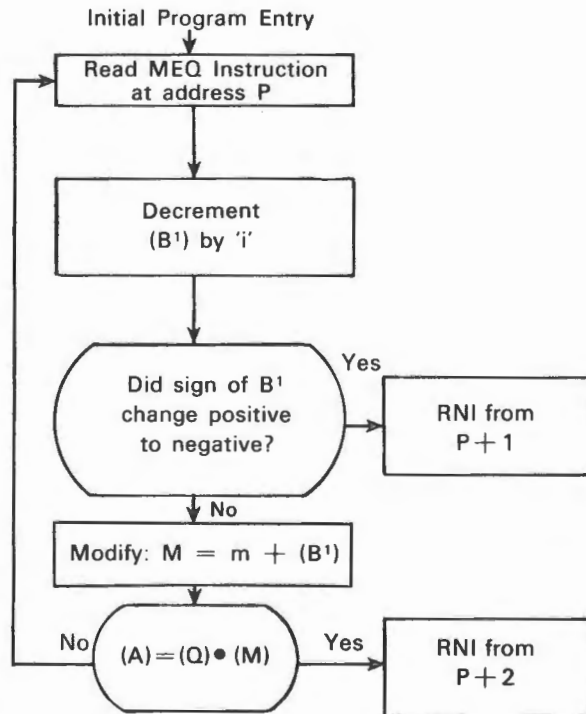 Initial Program Entry
Read MEQ Instruction
at address P
Decrement
(B¹) by 'i'
Did sign of B¹
change positive
to negative?
Yes
RNI from
P + 1
No
Modify: M = m + (B¹)
No
(A) = (Q) ● (M)
Yes
RNI from
P + 2